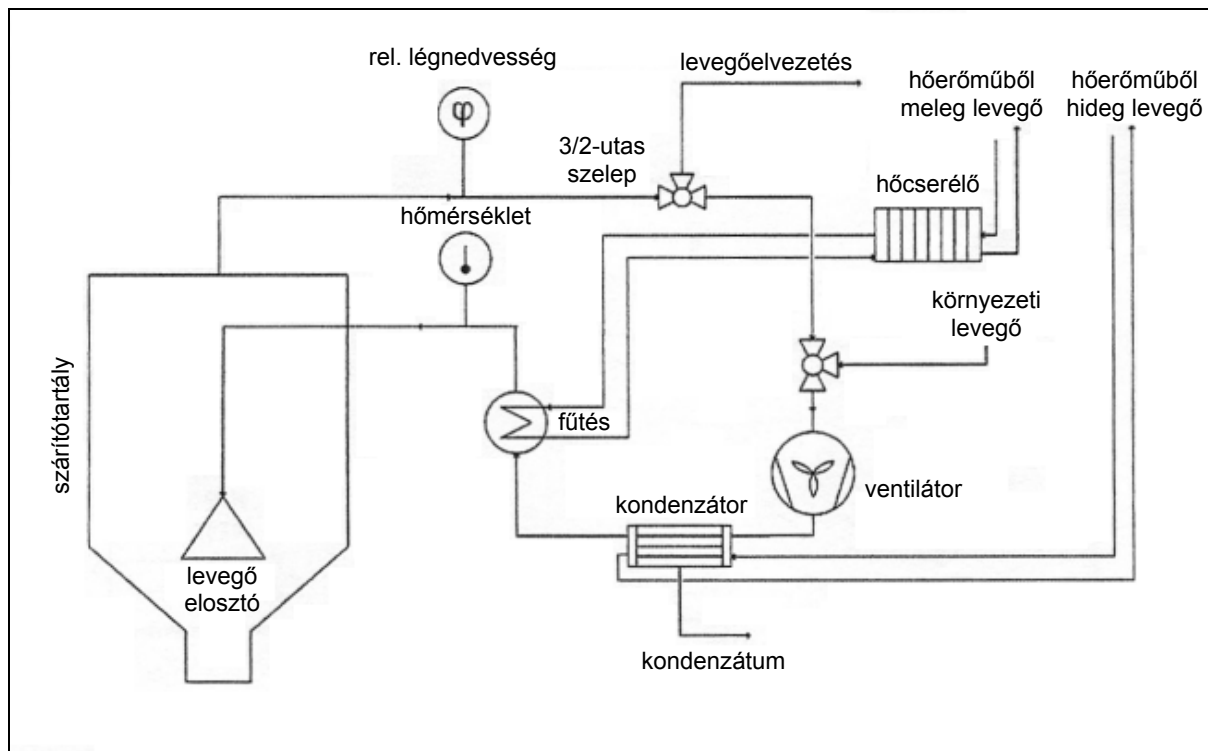 rel. légnedvesség
φ
levegőelvezetés
hőerőműből
meleg levegő
hőerőműből
hideg levegő
3/2-utas
szelep
hőcserélő
hőmérséklet
környezeti
levegő
szárítótartály
fűtés
ventilátor
kondenzátor
levegő
elosztó
kondenzátum